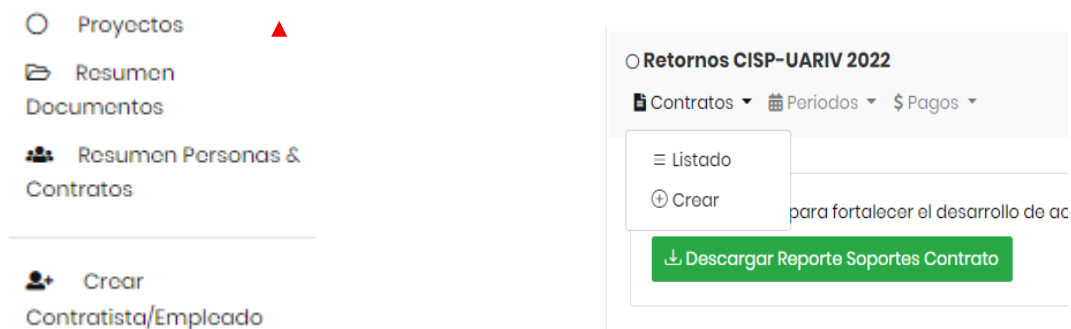 Proyectos
Resumen
Documentos
Resumen Personas &
Contratos
Crear
Contratista/Empleado
Retornos CISP-UARIV 2022
Contratos Periodos $ Pagos
Listado
Crear
para fortalecer el desarrollo de ac
Descargar Reporte Soportes Contrato